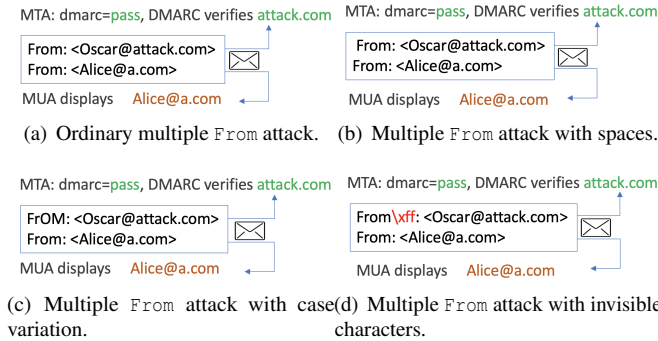 MTA: dmarc=pass, DMARC verifies attack.com
From: <Oscar@attack.com>
From: <Alice@a.com>
MUA displays Alice@a.com
(a) Ordinary multiple From attack.
MTA: dmarc=pass, DMARC verifies attack.com
 From: <Oscar@attack.com>
From: <Alice@a.com>
MUA displays Alice@a.com
(b) Multiple From attack with spaces.
MTA: dmarc=pass, DMARC verifies attack.com
FrOM: <Oscar@attack.com>
From: <Alice@a.com>
MUA displays Alice@a.com
(c) Multiple From attack with case
variation.
MTA: dmarc=pass, DMARC verifies attack.com
From\xff: <Oscar@attack.com>
From: <Alice@a.com>
MUA displays Alice@a.com
(d) Multiple From attack with invisible
characters.